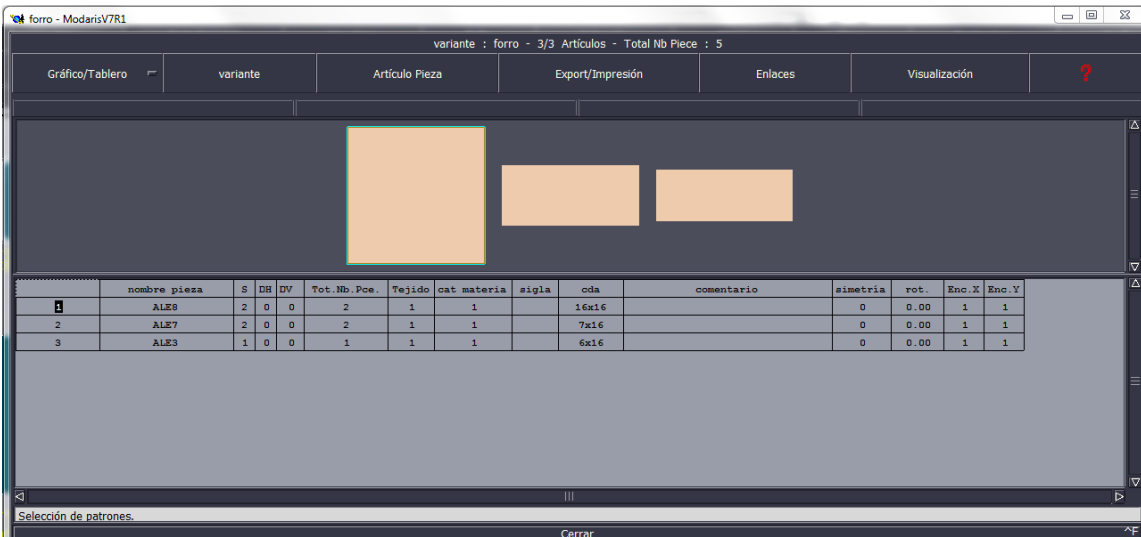 forro - ModarisV7R1
variante : forro - 3/3 Artículos - Total Nb Piece : 5
Gráfico/Tablero variante Artículo Pieza Export/Impresión Enlaces Visualización ?
nombre pieza S DH DV Tot.Nb.Pce. Tejido cat materia sigla cda comentario simetria rot. Enc.X Enc.Y
1 ALE8 2 0 0 2 1 1 16x16 0 0.00 1 1
2 ALE7 2 0 0 2 1 1 7x16 0 0.00 1 1
3 ALE3 1 0 0 1 1 1 6x16 0 0.00 1 1
Selección de patrones.
Cerrar ^F